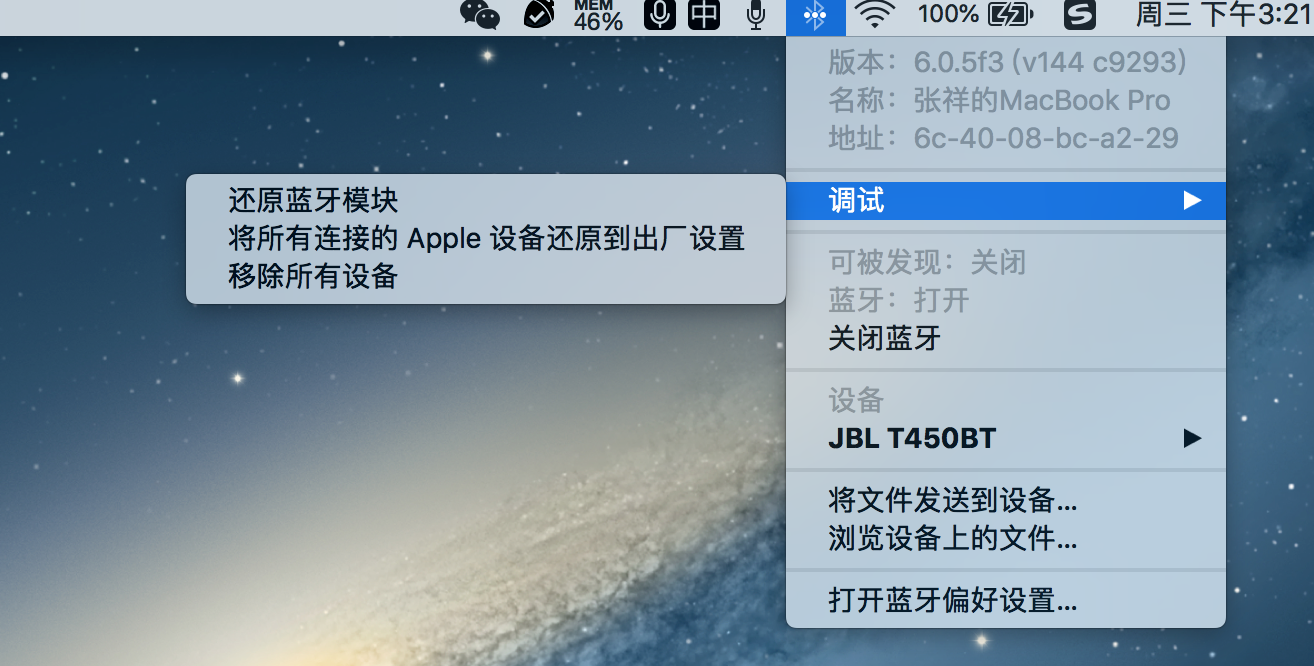 MEM
46%
中
100%
周三 下午3:21
版本：6.0.5f3 (v144 c9293)
名称：张祥的MacBook Pro
地址：6c-40-08-bc-a2-29
调试
还原蓝牙模块
将所有连接的 Apple 设备还原到出厂设置
移除所有设备
可被发现：关闭
蓝牙：打开
关闭蓝牙
设备
JBL T450BT
将文件发送到设备...
浏览设备上的文件...
打开蓝牙偏好设置...